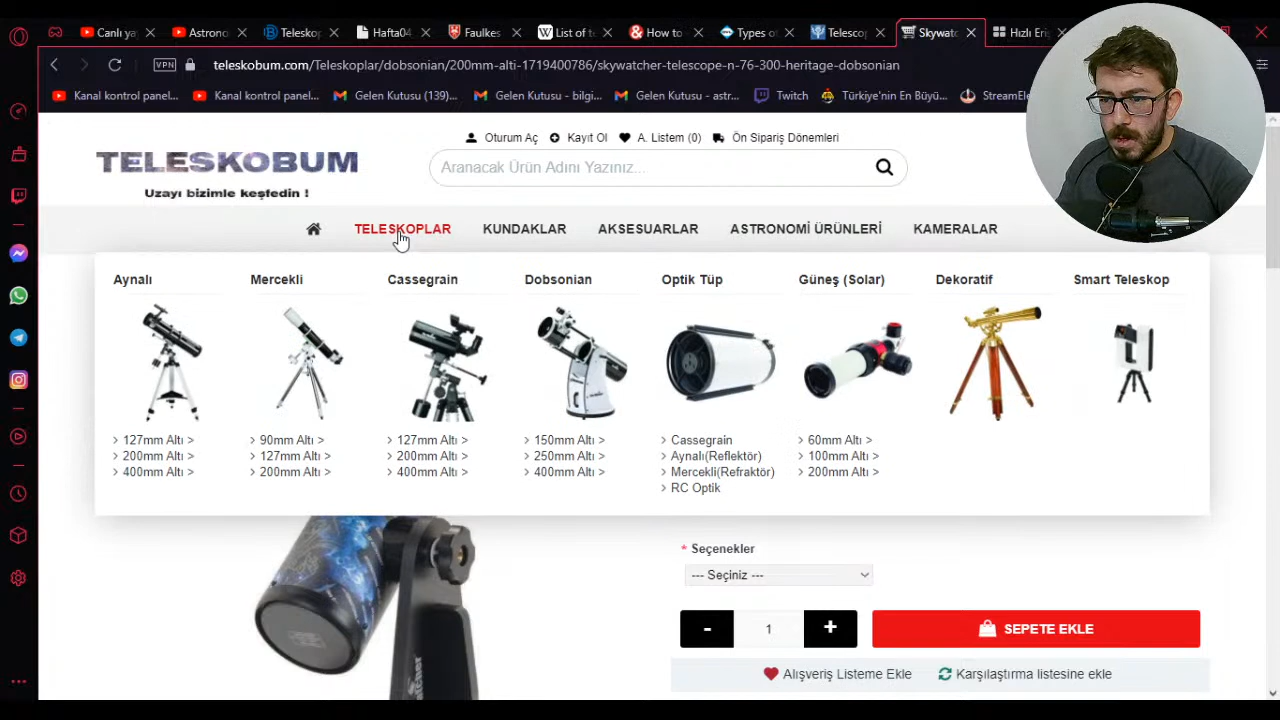 Canlı ya
Astrono
Teleskop
Hafta04
Faulkes
List of te
How to
Types o
Telescop
Skywatc
Hızlı Eri
VPN
teleskobum.com/Teleskoplar/dobsonian/200mm-alti-1719400786/skywatcher-telescope-n-76-300-heritage-dobsonian
Kanal kontrol panel...
Kanal kontrol panel...
Gelen Kutusu (139)...
Gelen Kutusu - bilgi...
Gelen Kutusu - astr...
Twitch
Türkiye'nin En Büyü...
StreamEle
Oturum Aç
Kayıt Ol
A. Listem (0)
Ön Sipariş Dönemleri
TELESKOBUM
Uzayı bizimle keşfedin !
Aranacak Ürün Adını Yazınız...
TELESKOPLAR
KUNDAKLAR
AKSESUARLAR
ASTRONOMİ ÜRÜNLERİ
KAMERALAR
Aynalı
Mercekli
Cassegrain
Dobsonian
Optik Tüp
Güneş (Solar)
Dekoratif
Smart Teleskop
> 127mm Altı >
> 200mm Altı >
> 400mm Altı >
> 90mm Altı >
> 127mm Altı >
> 200mm Altı >
> 127mm Altı >
> 200mm Altı >
> 400mm Altı >
> 150mm Altı >
> 250mm Altı >
> 400mm Altı >
> Cassegrain
> Aynalı(Reflektör)
> Mercekli(Refraktör)
> RC Optik
> 60mm Altı >
> 100mm Altı >
> 200mm Altı >
* Seçenekler
--- Seçiniz ---
- 1 +
SEPETE EKLE
Alışveriş Listeme Ekle
Karşılaştırma listesine ekle